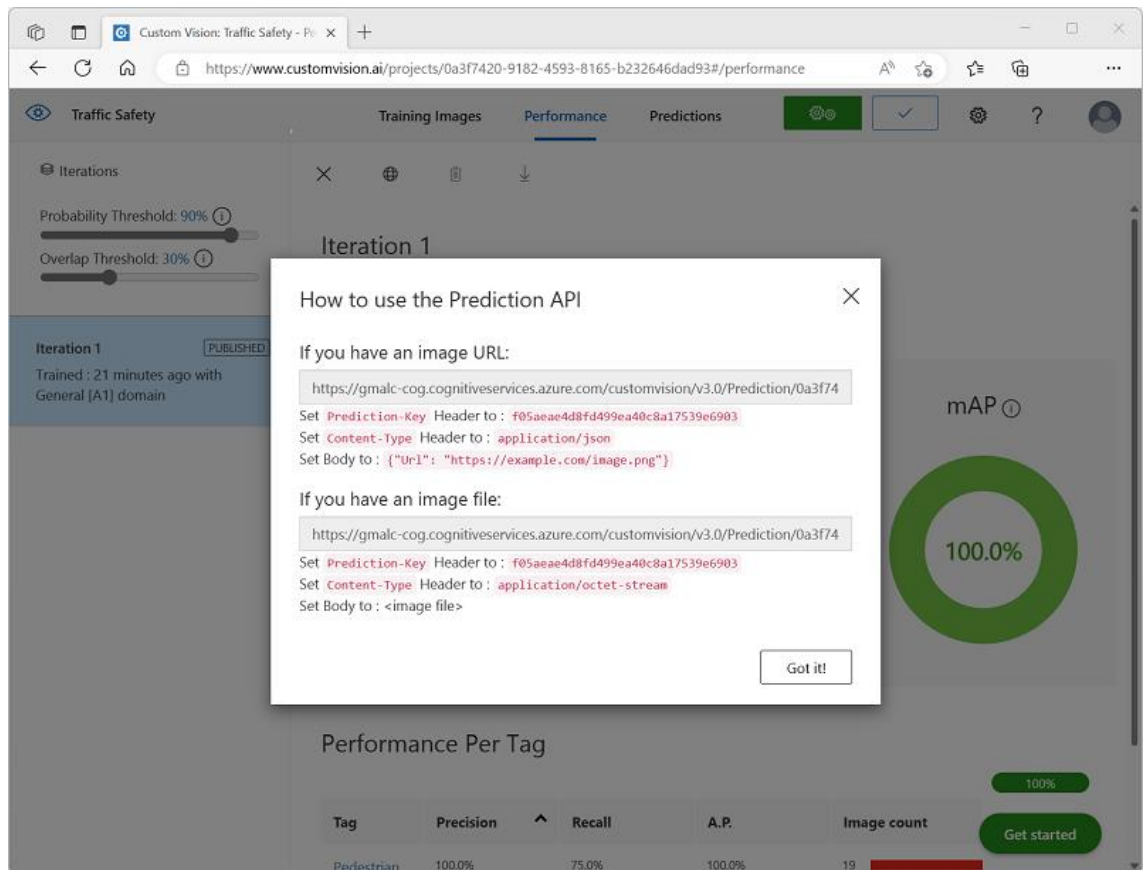 Custom Vision: Traffic Safety - P
https://www.customvision.ai/projects/0a3f7420-9182-4593-8165-b232646dad93#/performance
Traffic Safety
Training Images
Performance
Predictions
?
Iterations
Probability Threshold: 90%
Overlap Threshold: 30%
Iteration 1
PUBLISHED
Trained : 21 minutes ago with
General [A1] domain
Iteration 1
How to use the Prediction API
If you have an image URL:
https://gmalc-cog.cognitiveservices.azure.com/customvision/v3.0/Prediction/0a3f74
Set Prediction-Key Header to : f05aeae4d8fd499ea40c8a17539e6903
Set Content-Type Header to : application/json
Set Body to : {"Url": "https://example.com/image.png"}
If you have an image file:
https://gmalc-cog.cognitiveservices.azure.com/customvision/v3.0/Prediction/0a3f74
Set Prediction-Key Header to : f05aeae4d8fd499ea40c8a17539e6903
Set Content-Type Header to : application/octet-stream
Set Body to : <image file>
Got it!
mAP
100.0%
Performance Per Tag
100%
Get started
Tag Precision Recall A.P. Image count
Pedestrian 100.0% 75.0% 100.0% 19